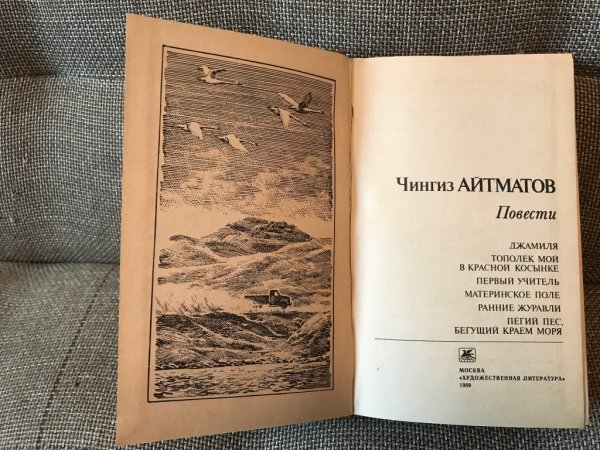 Чингиз АЙТМАТОВ
Повести
ДЖАМИЛЯ
ТОПОЛЕК МОЙ
В КРАСНОЙ КОСЫНКЕ
ПЕРВЫЙ УЧИТЕЛЬ
МАТЕРИНСКОЕ ПОЛЕ
РАННИЕ ЖУРАВЛИ
ПЕГИЙ ПЕС,
БЕГУЩИЙ КРАЕМ МОРЯ
МОСКВА
«ХУДОЖЕСТВЕННАЯ ЛИТЕРАТУРА»
1989